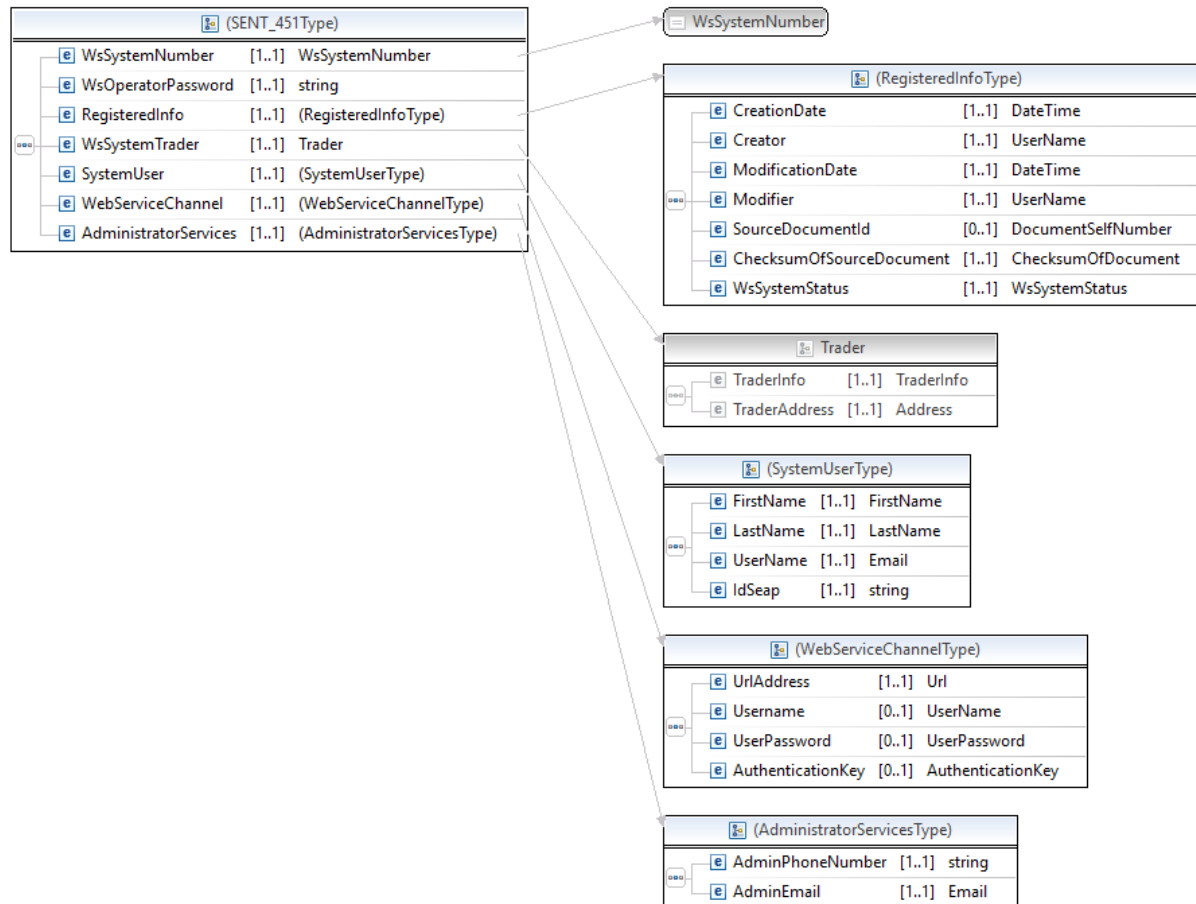 (SENT_451Type)
WsSystemNumber [1..1] WsSystemNumber
WsOperatorPassword [1..1] string
RegisteredInfo [1..1] (RegisteredInfoType)
WsSystemTrader [1..1] Trader
SystemUser [1..1] (SystemUserType)
WebServiceChannel [1..1] (WebServiceChannelType)
AdministratorServices [1..1] (AdministratorServicesType)
WsSystemNumber
(RegisteredInfoType)
CreationDate [1..1] DateTime
Creator [1..1] UserName
ModificationDate [1..1] DateTime
Modifier [1..1] UserName
SourceDocumentId [0..1] DocumentSelfNumber
ChecksumOfSourceDocument [1..1] ChecksumOfDocument
WsSystemStatus [1..1] WsSystemStatus
Trader
TraderInfo [1..1] TraderInfo
TraderAddress [1..1] Address
(SystemUserType)
FirstName [1..1] FirstName
LastName [1..1] LastName
UserName [1..1] Email
IdSeap [1..1] string
(WebServiceChannelType)
UrlAddress [1..1] Url
Username [0..1] UserName
UserPassword [0..1] UserPassword
AuthenticationKey [0..1] AuthenticationKey
(AdministratorServicesType)
AdminPhoneNumber [1..1] string
AdminEmail [1..1] Email